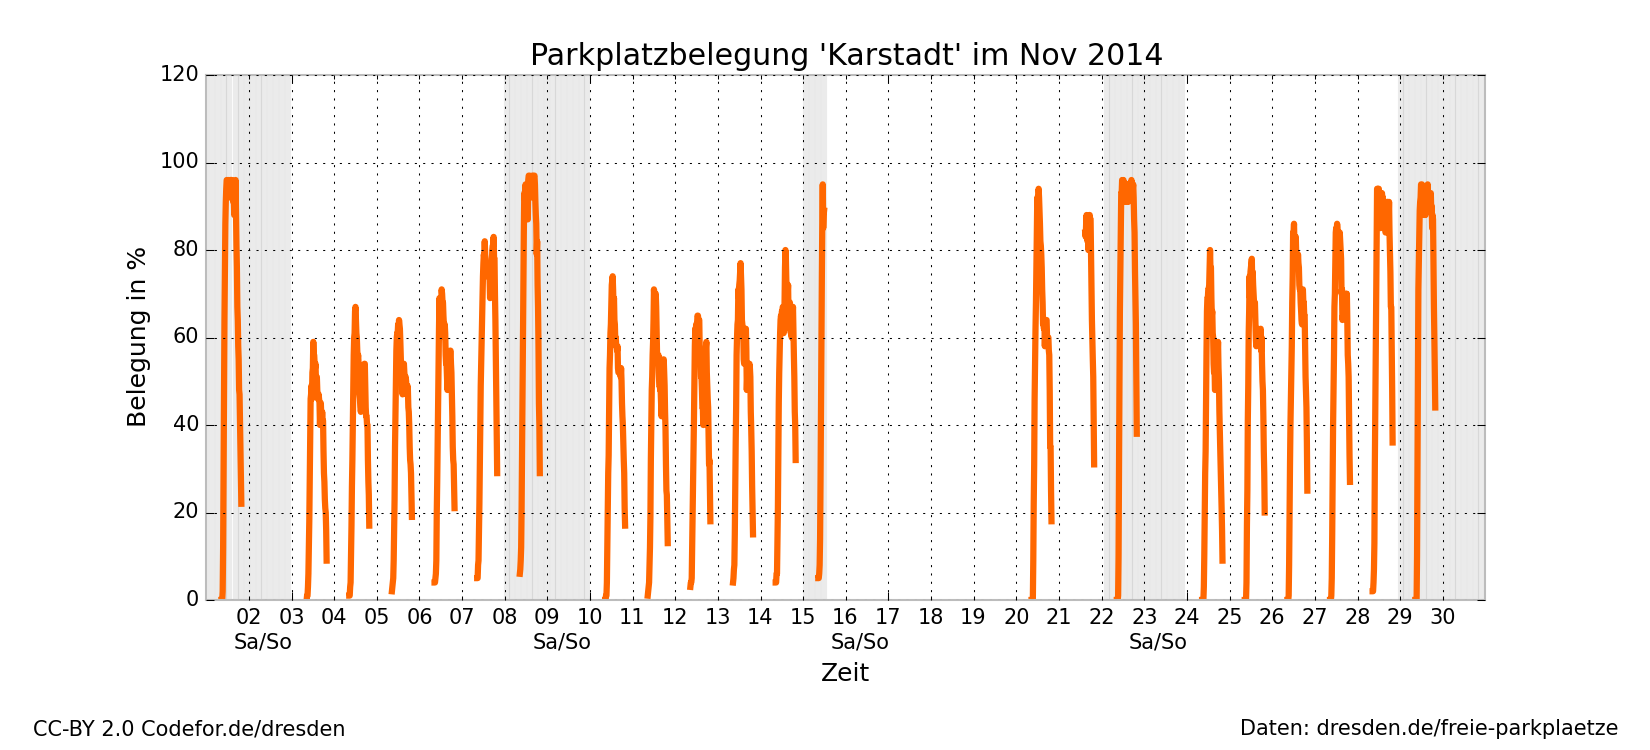 Parkplatzbelegung 'Karstadt' im Nov 2014
120
100
80
60
40
20
0
Belegung in %
02 03 04 05 06 07 08 09 10 11 12 13 14 15 16 17 18 19 20 21 22 23 24 25 26 27 28 29 30
Sa/So Sa/So Sa/So Sa/So
Zeit
CC-BY 2.0 Codefor.de/dresden
Daten: dresden.de/freie-parkplaetze